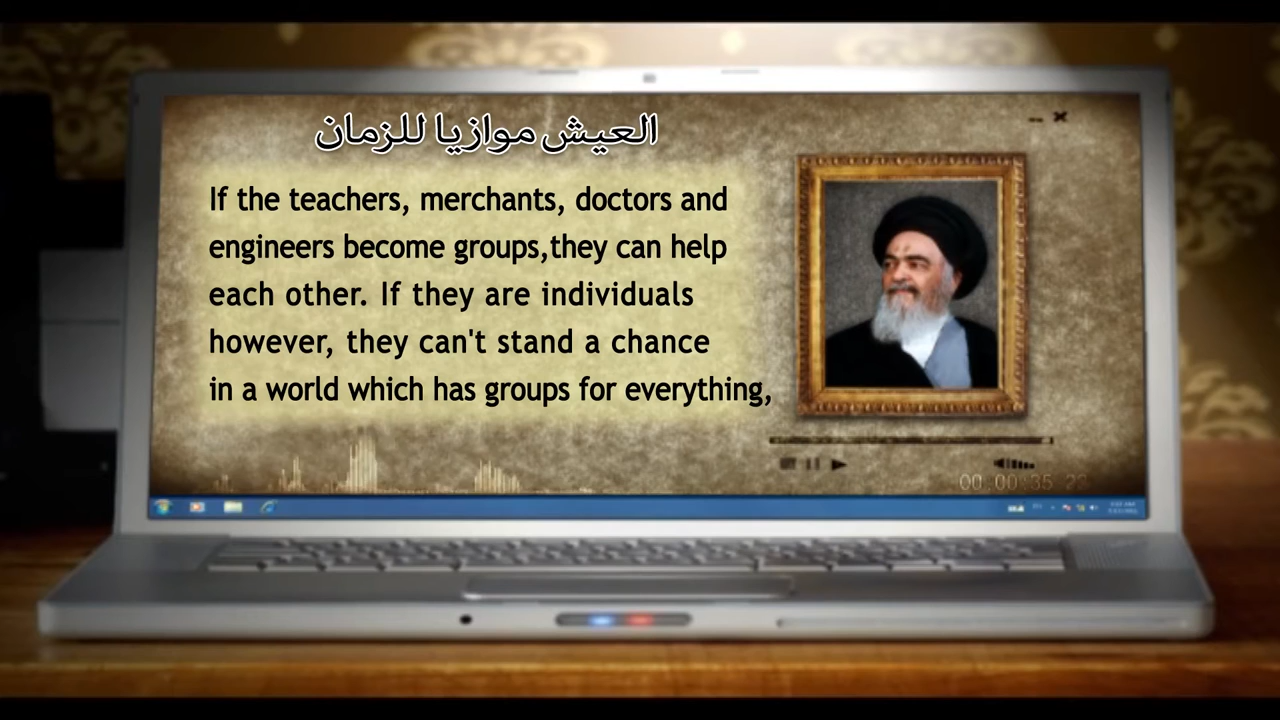 العيش موازيا للزمان
If the teachers, merchants, doctors and
engineers become groups,they can help
each other. If they are individuals
however, they can't stand a chance
in a world which has groups for everything,